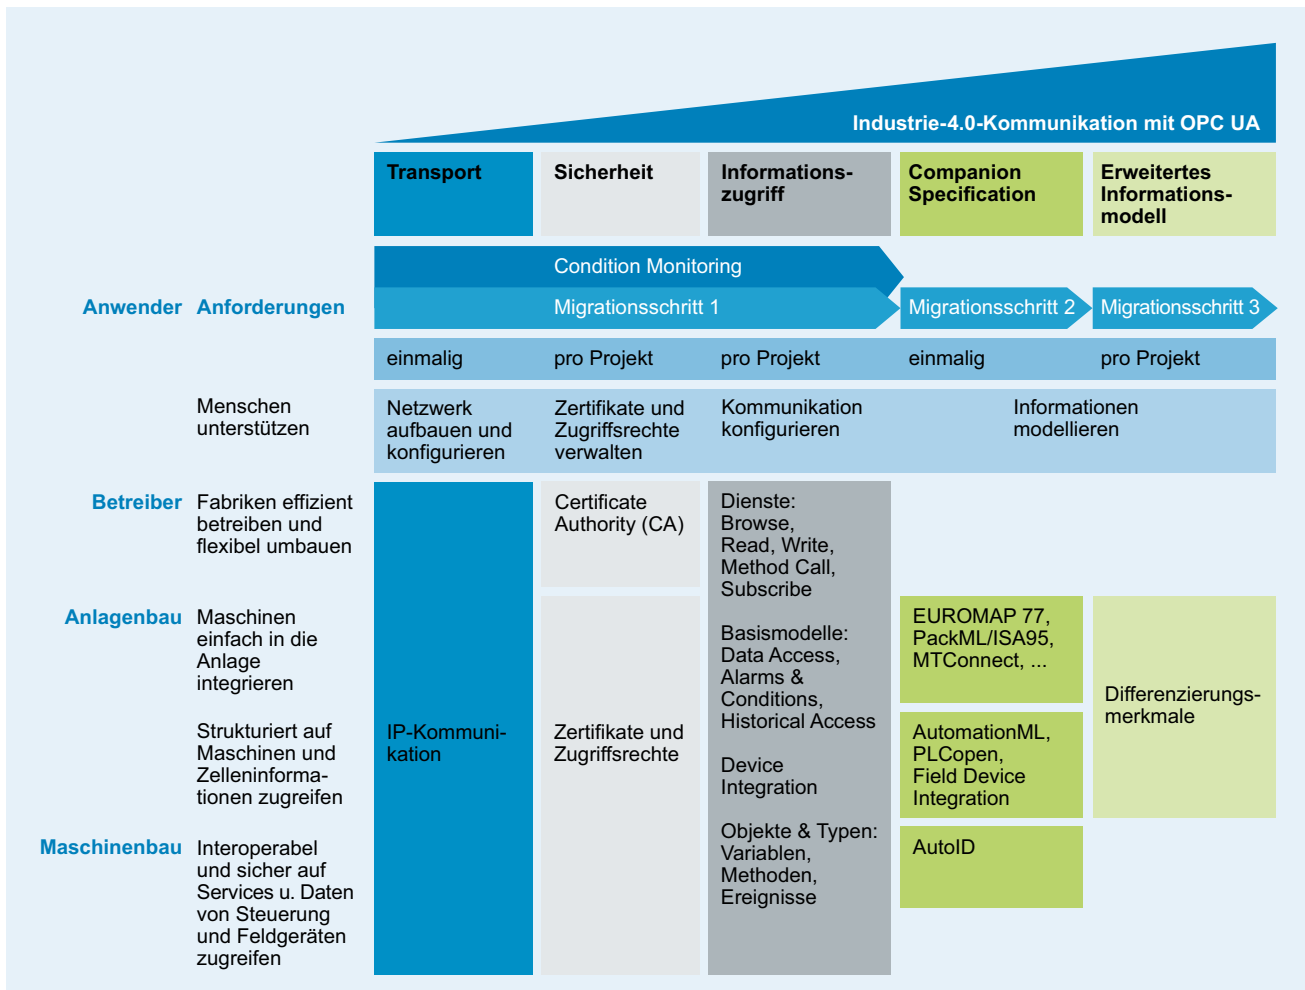 Industrie-4.0-Kommunikation mit OPC UA
Transport
Sicherheit
Informations-
zugriff
Companion
Specification
Erweitertes
Informations-
modell
Condition Monitoring
Anwender
Anforderungen
Migrationsschritt 1
Migrationsschritt 2
Migrationsschritt 3
einmalig
pro Projekt
pro Projekt
einmalig
pro Projekt
Menschen
unterstützen
Netzwerk
aufbauen und
konfigurieren
Zertifikate und
Zugriffsrechte
verwalten
Kommunikation
konfigurieren
Informationen
modellieren
Betreiber
Fabriken effizient
betreiben und
flexibel umbauen
Certificate
Authority (CA)
Dienste:
Browse,
Read, Write,
Method Call,
Subscribe
Basismodelle:
Data Access,
Alarms &
Conditions,
Historical Access
Device
Integration
Objekte & Typen:
Variablen,
Methoden,
Ereignisse
Anlagenbau
Maschinen
einfach in die
Anlage
integrieren
EUROMAP 77,
PackML/ISA95,
MTConnect, ...
Strukturiert auf
Maschinen und
Zelleninforma-
tionen zugreifen
IP-Kommuni-
kation
Zertifikate und
Zugriffsrechte
AutomationML,
PLCopen,
Field Device
Integration
Differenzierungs-
merkmale
Maschinenbau
Interoperabel
und sicher auf
Services u. Daten
von Steuerung
und Feldgeräten
zugreifen
AutoID